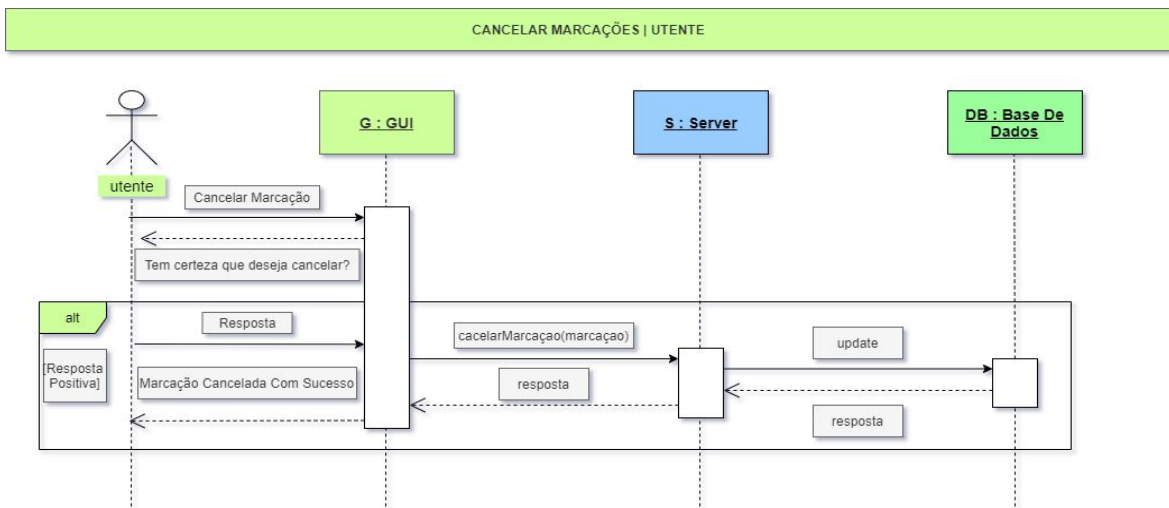 CANCELAR MARCAÇÕES | UTENTE
G : GUI
S : Server
DB : Base De
Dados
utente
Cancelar Marcação
Tem certeza que deseja cancelar?
alt
Resposta
cacelarMarcaçao(marcaçao)
update
[Resposta
Positiva]
Marcação Cancelada Com Sucesso
resposta
resposta